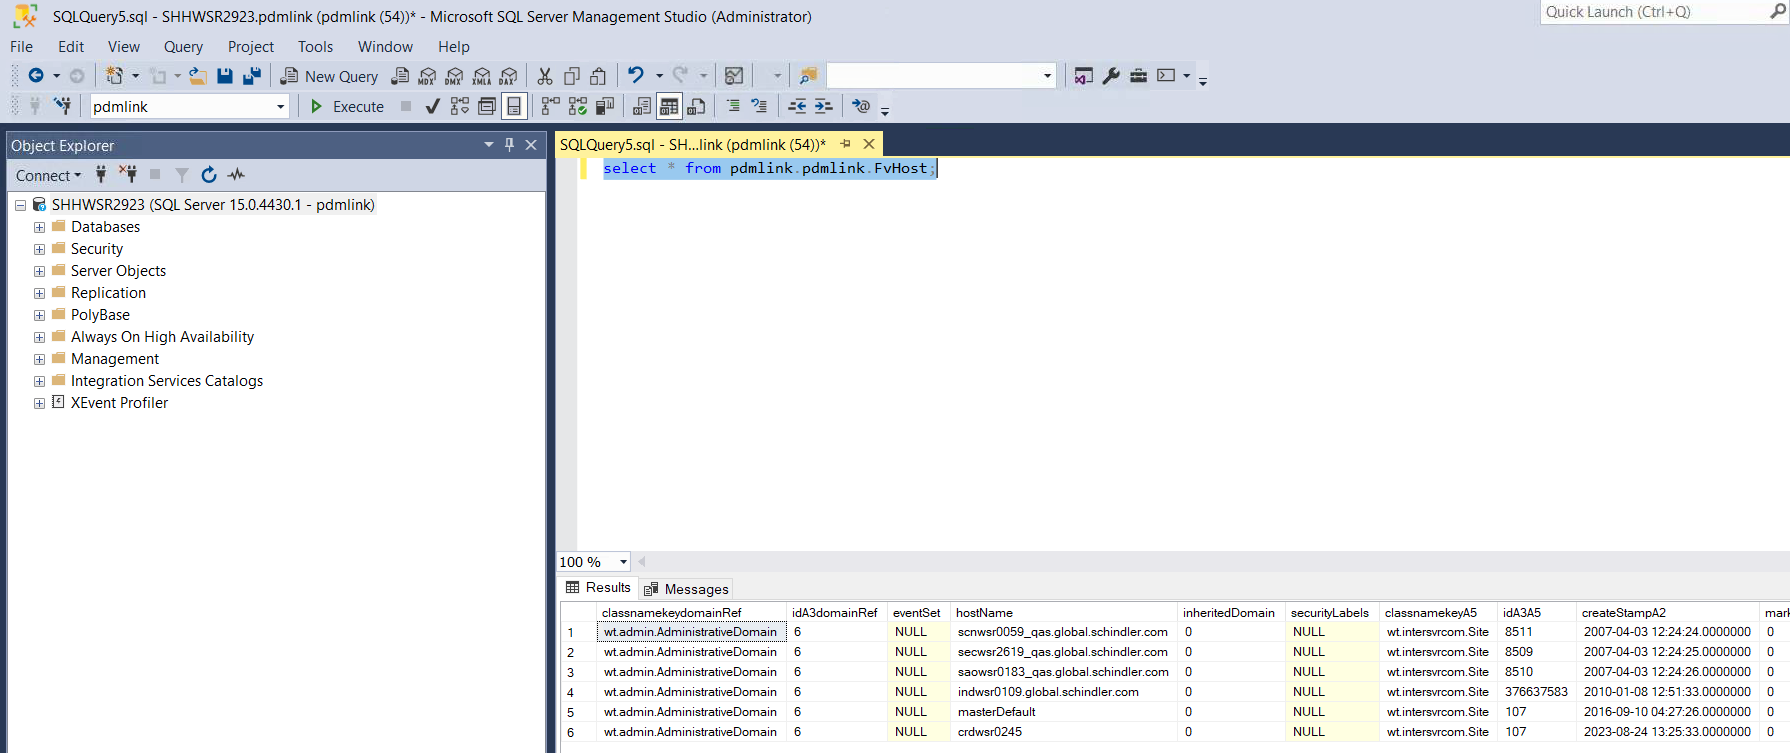 SQLQuery5.sql - SHHWSR2923.pdmlink (pdmlink (54))* - Microsoft SQL Server Management Studio (Administrator)
Quick Launch (Ctrl+Q)
File Edit View Query Project Tools Window Help
New Query MDX DMX XMLA DAX
pdmlink Execute
Object Explorer
SQLQuery5.sql - SH...link (pdmlink (54))*
Connect
select * from pdmlink.pdmlink.FvHost;
SHHWSR2923 (SQL Server 15.0.4430.1 - pdmlink)
Databases
Security
Server Objects
Replication
PolyBase
Always On High Availability
Management
Integration Services Catalogs
XEvent Profiler
100 %
Results Messages
classnamekeydomainRef idA3domainRef eventSet hostName inheritedDomain securityLabels classnamekeyA5 idA3A5 createStampA2 mark
1 wt.admin.AdministrativeDomain 6 NULL scnwsr0059_qas.global.schindler.com 0 NULL wt.intersvrcom.Site 8511 2007-04-03 12:24:24.0000000 0
2 wt.admin.AdministrativeDomain 6 NULL secwsr2619_qas.global.schindler.com 0 NULL wt.intersvrcom.Site 8509 2007-04-03 12:24:25.0000000 0
3 wt.admin.AdministrativeDomain 6 NULL saowsr0183_qas.global.schindler.com 0 NULL wt.intersvrcom.Site 8510 2007-04-03 12:24:26.0000000 0
4 wt.admin.AdministrativeDomain 6 NULL indwsr0109.global.schindler.com 0 NULL wt.intersvrcom.Site 376637583 2010-01-08 12:51:33.0000000 0
5 wt.admin.AdministrativeDomain 6 NULL masterDefault 0 NULL wt.intersvrcom.Site 107 2016-09-10 04:27:26.0000000 0
6 wt.admin.AdministrativeDomain 6 NULL crdwsr0245 0 NULL wt.intersvrcom.Site 107 2023-08-24 13:25:33.0000000 0